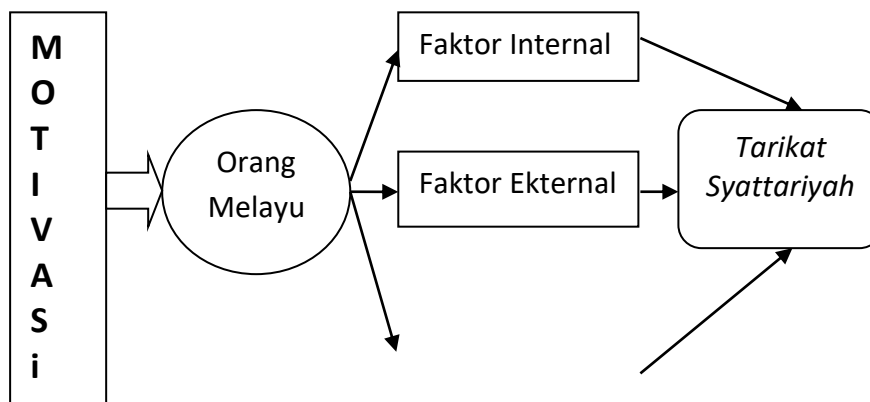 M
O
T
I
V
A
S
i
Orang
Melayu
Faktor Internal
Faktor Ekternal
Tarikat
Syattariyah